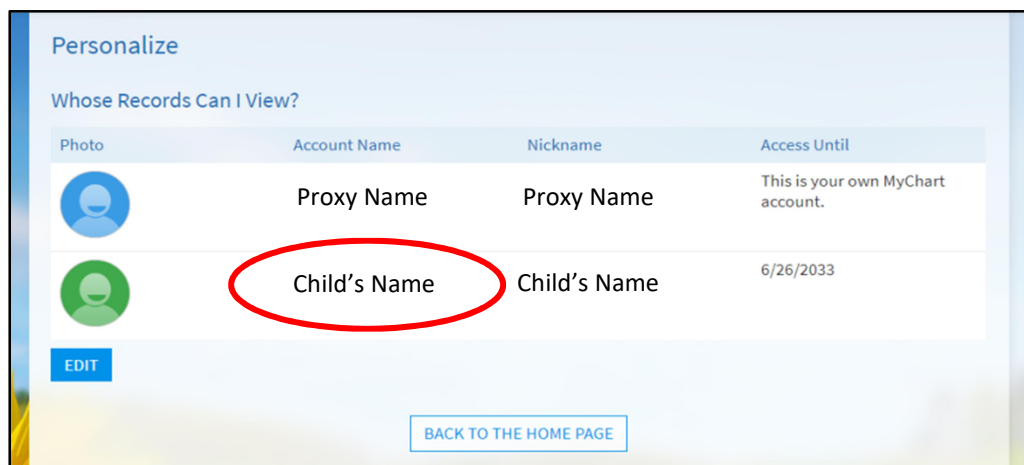 Personalize
Whose Records Can I View?
Photo Account Name Nickname Access Until
Proxy Name Proxy Name This is your own MyChart
account.
Child’s Name Child’s Name 6/26/2033
EDIT
BACK TO THE HOME PAGE